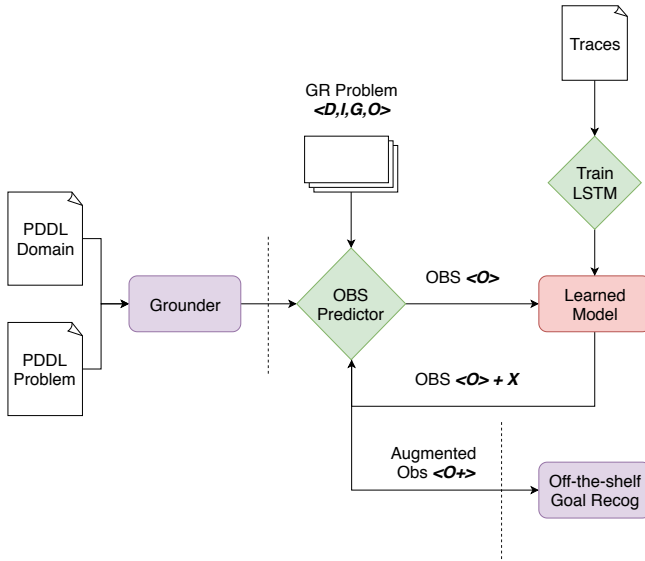 Traces
GR Problem
<D,I,G,O>
Train
LSTM
PDDL
Domain
Grounder
OBS
Predictor
OBS <O>
Learned
Model
PDDL
Problem
OBS <O> + X
Augmented
Obs <O+>
Off-the-shelf
Goal Recog